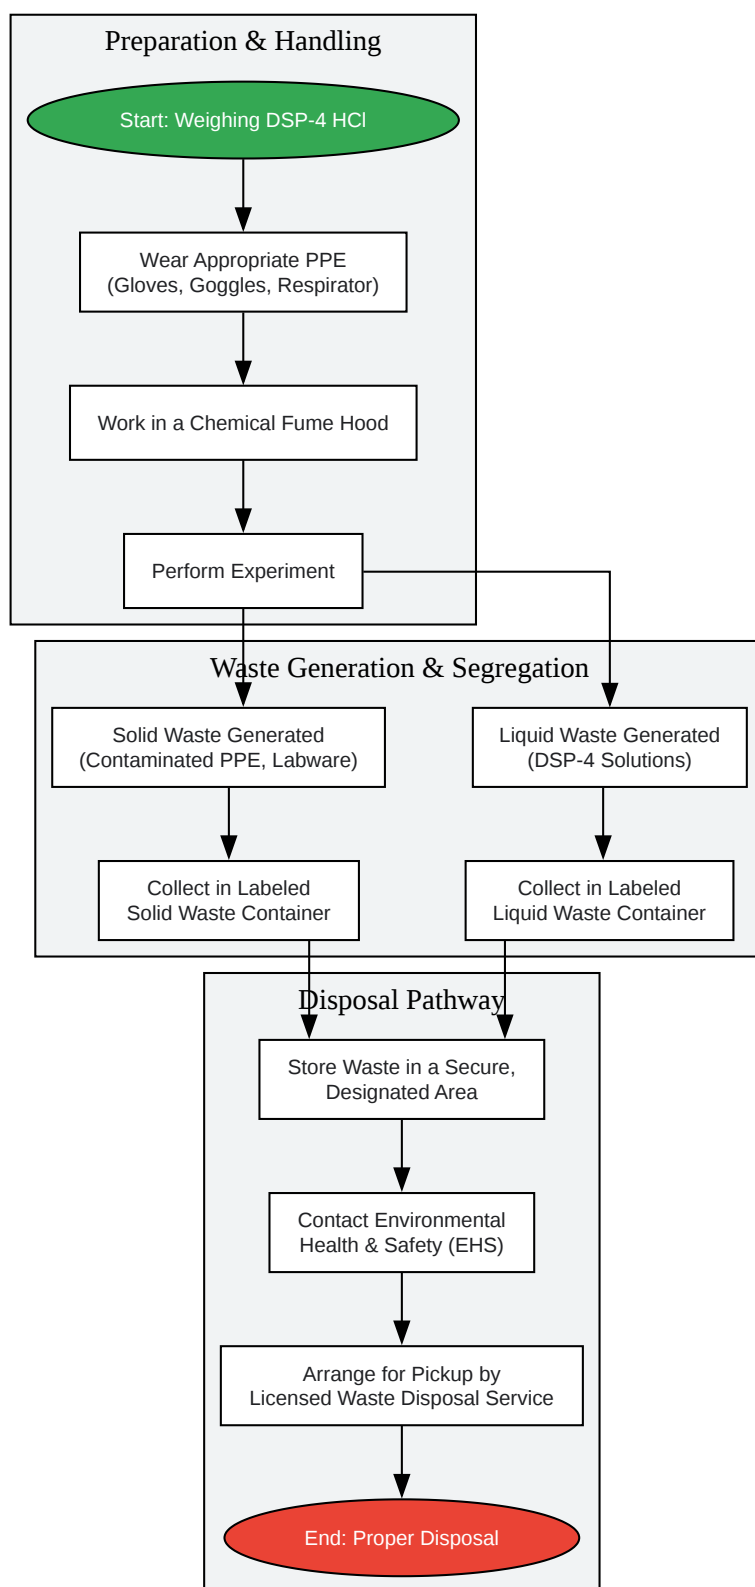 Preparation & Handling
Start: Weighing DSP-4 HCl
Wear Appropriate PPE
(Gloves, Goggles, Respirator)
Work in a Chemical Fume Hood
Perform Experiment
Waste Generation & Segregation
Solid Waste Generated
(Contaminated PPE, Labware)
Liquid Waste Generated
(DSP-4 Solutions)
Collect in Labeled
Solid Waste Container
Collect in Labeled
Liquid Waste Container
Disposal Pathway
Store Waste in a Secure,
Designated Area
Contact Environmental
Health & Safety (EHS)
Arrange for Pickup by
Licensed Waste Disposal Service
End: Proper Disposal